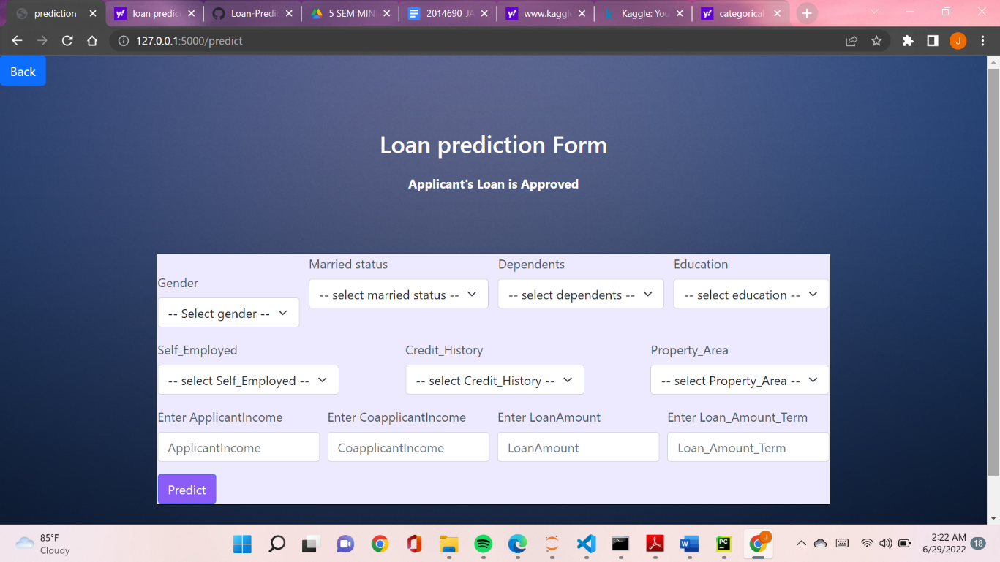 prediction
loan predic
Loan-Predic
5 SEM MIN
2014690_JA
www.kaggle
Kaggle: You
categorical
127.0.0.1:5000/predict
J
Back
Loan prediction Form
Applicant's Loan is Approved
Gender
Married status
Dependents
Education
-- Select gender --
-- select married status --
-- select dependents --
-- select education --
Self_Employed
Credit_History
Property_Area
-- select Self_Employed --
-- select Credit_History --
-- select Property_Area --
Enter ApplicantIncome
Enter CoapplicantIncome
Enter LoanAmount
Enter Loan_Amount_Term
ApplicantIncome
CoapplicantIncome
LoanAmount
Loan_Amount_Term
Predict
85°F
Cloudy
2:22 AM
6/29/2022
18